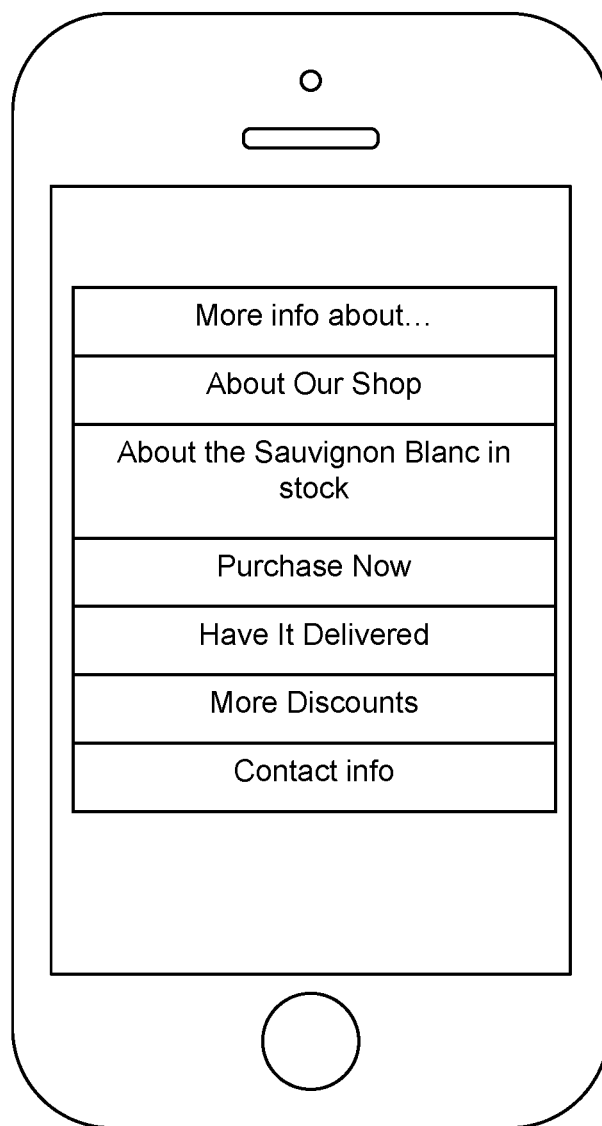 More info about…
About Our Shop
About the Sauvignon Blanc in
stock
Purchase Now
Have It Delivered
More Discounts
Contact info